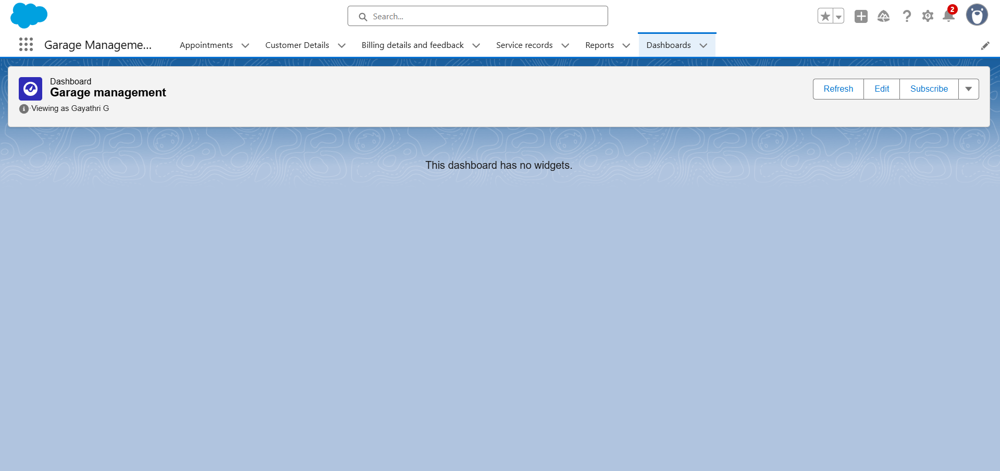 Search...
2
Garage Manageme...
Appointments
Customer Details
Billing details and feedback
Service records
Reports
Dashboards
Dashboard
Garage management
Viewing as Gayathri G
Refresh
Edit
Subscribe
This dashboard has no widgets.